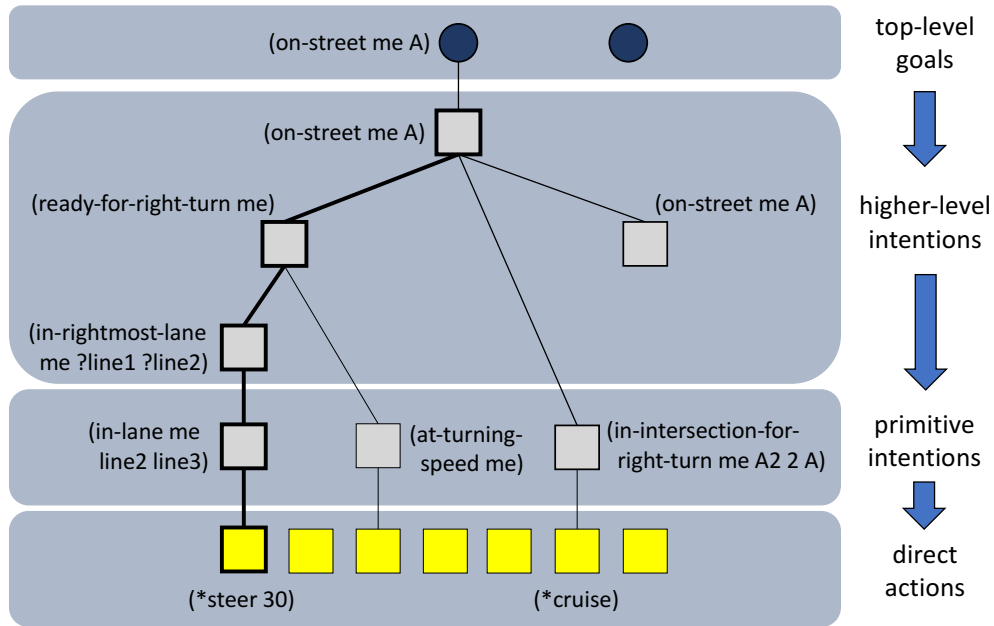 (on-street me A)
top-level
goals
(on-street me A)
(ready-for-right-turn me)
(on-street me A)
higher-level
intentions
(in-rightmost-lane
me ?line1 ?line2)
(in-lane me
line2 line3)
(at-turning-
speed me)
(in-intersection-for-
right-turn me A2 2 A)
primitive
intentions
(*steer 30)
(*cruise)
direct
actions